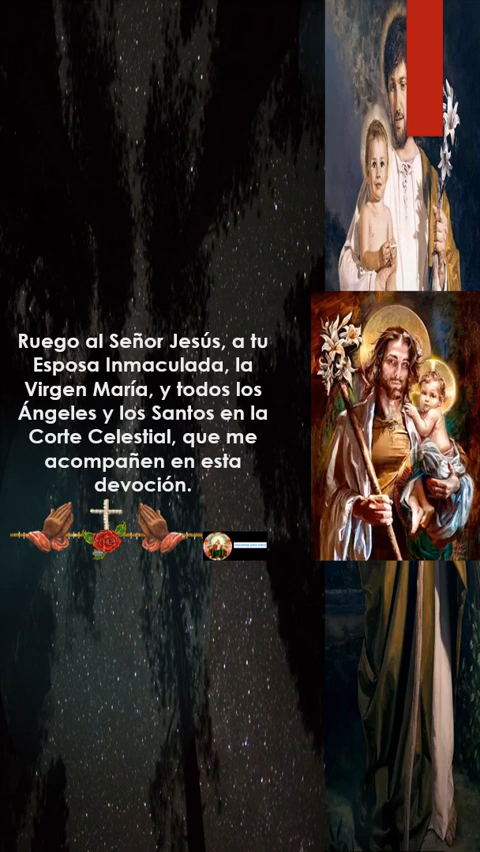 Ruego al Señor Jesús, a tu
Esposa Inmaculada, la
Virgen María, y todos los
Ángeles y los Santos en la
Corte Celestial, que me
acompañen en esta
devoción.